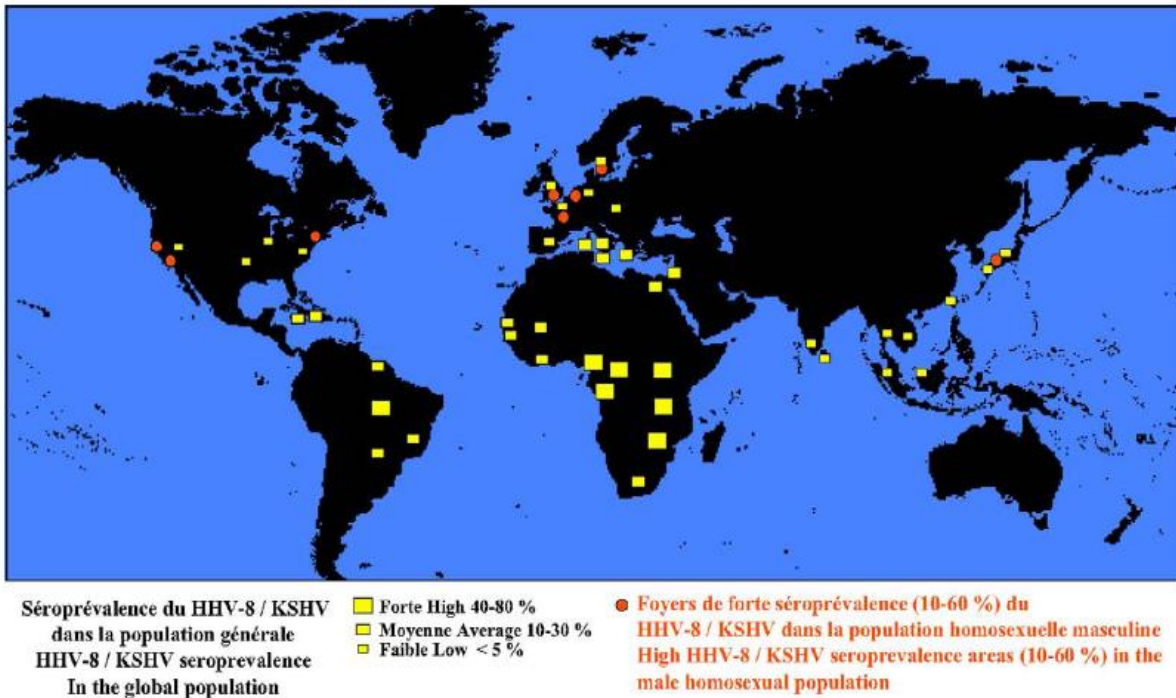 Séroprévalence du HHV-8 / KSHV
dans la population générale
HHV-8 / KSHV seroprevalence
In the global population
Forte High 40-80 %
Moyenne Average 10-30 %
Faible Low < 5 %
Foyers de forte séroprévalence (10-60 %) du
HHV-8 / KSHV dans la population homosexuelle masculine
High HHV-8 / KSHV seroprevalence areas (10-60 %) in the
male homosexual population